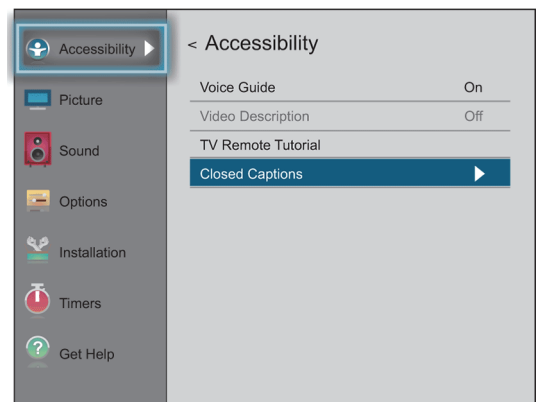 Accessibility
Picture
Sound
Options
Installation
Timers
Get Help
< Accessibility
Voice Guide On
Video Description Off
TV Remote Tutorial
Closed Captions